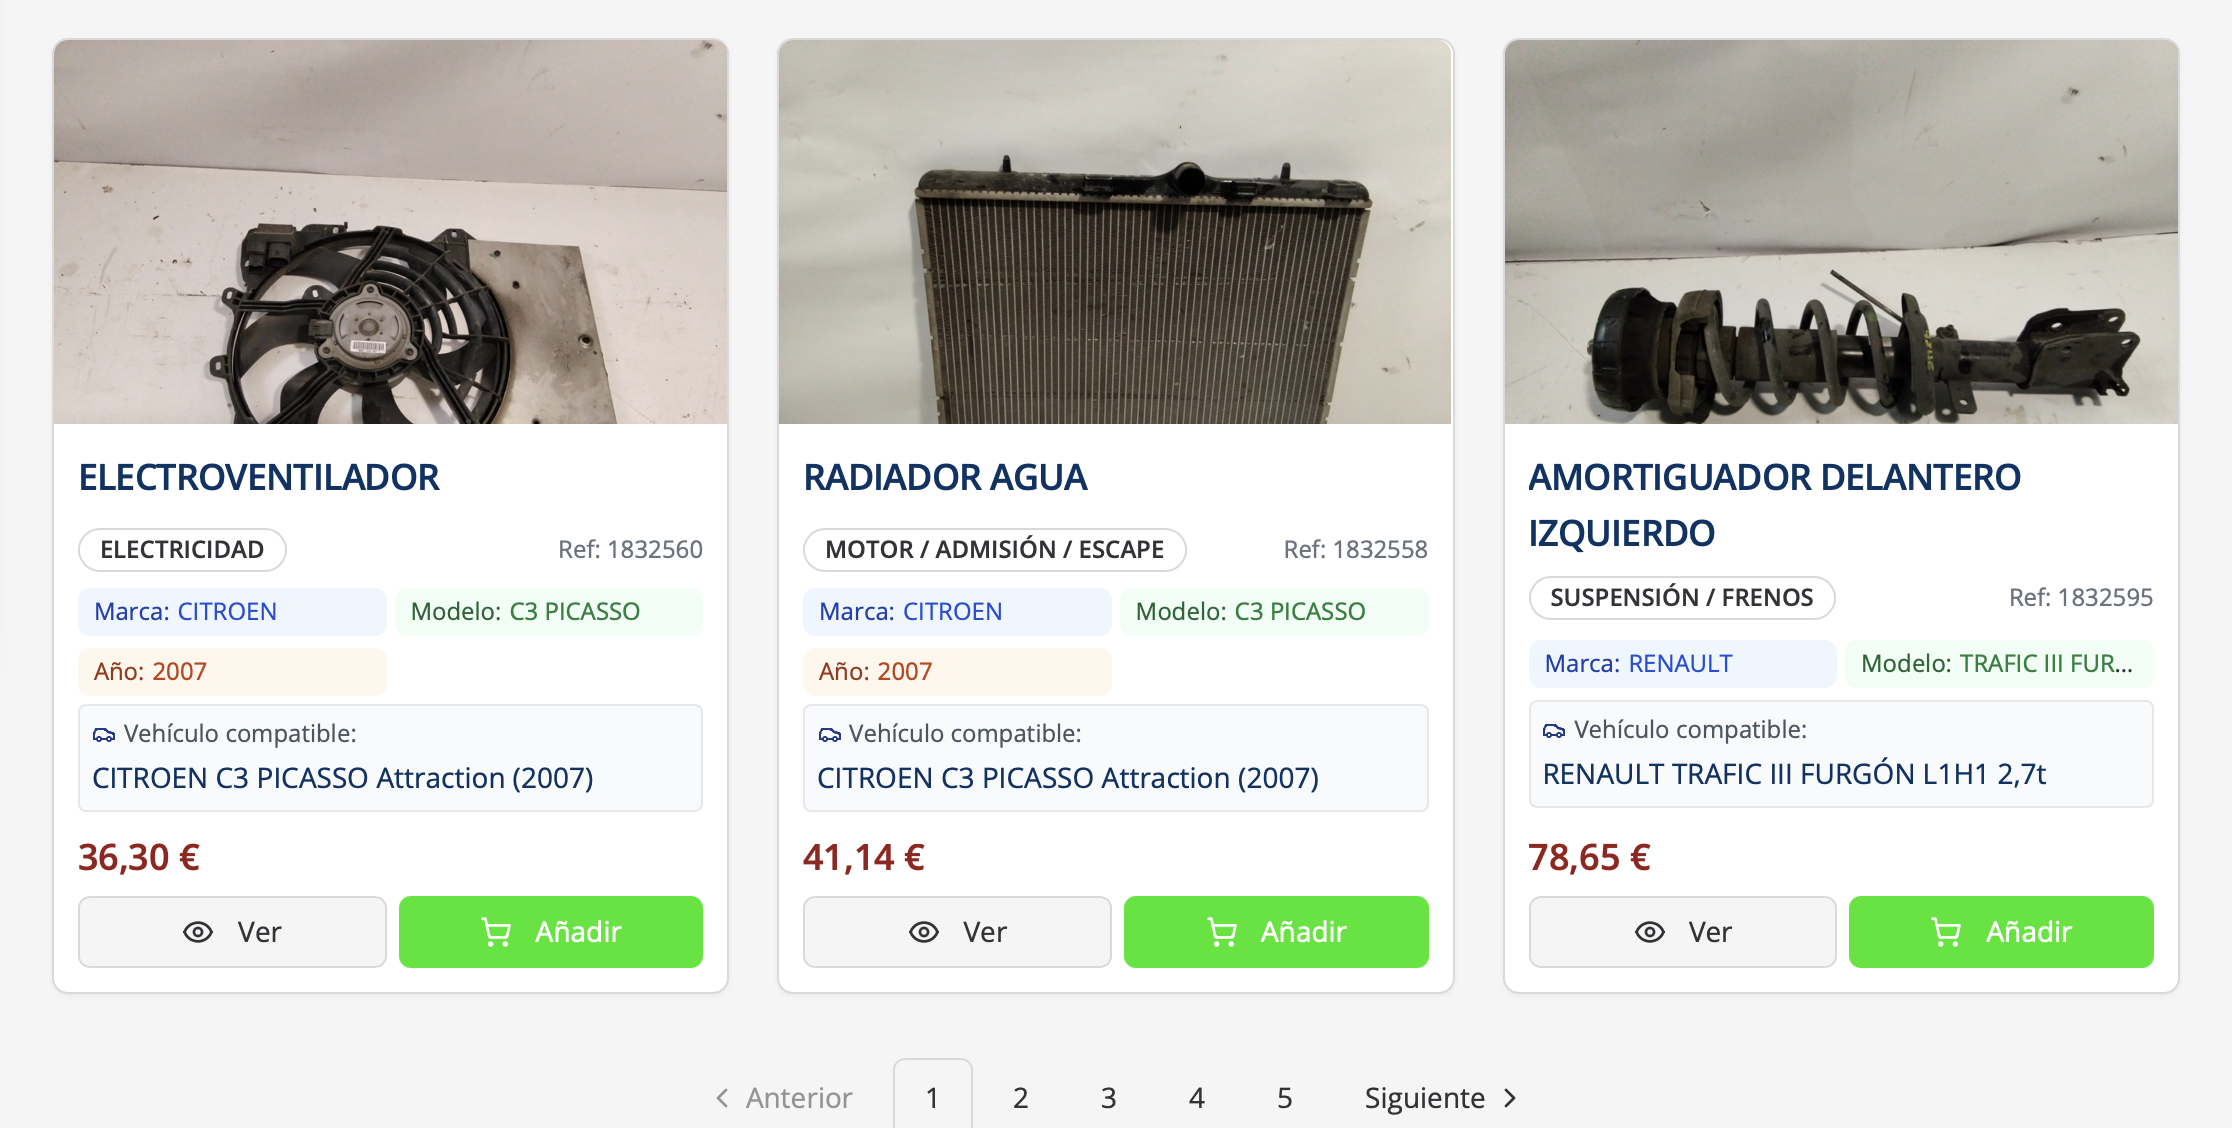 ELECTROVENTILADOR
ELECTRICIDAD
Ref: 1832560
Marca: CITROEN
Modelo: C3 PICASSO
Año: 2007
Vehículo compatible:
CITROEN C3 PICASSO Attraction (2007)
36,30 €
Ver
Añadir
RADIADOR AGUA
MOTOR / ADMISIÓN / ESCAPE
Ref: 1832558
Marca: CITROEN
Modelo: C3 PICASSO
Año: 2007
Vehículo compatible:
CITROEN C3 PICASSO Attraction (2007)
41,14 €
Ver
Añadir
AMORTIGUADOR DELANTERO
IZQUIERDO
SUSPENSIÓN / FRENOS
Ref: 1832595
Marca: RENAULT
Modelo: TRAFIC III FUR...
Vehículo compatible:
RENAULT TRAFIC III FURGÓN L1H1 2,7t
78,65 €
Ver
Añadir
Anterior 1 2 3 4 5 Siguiente